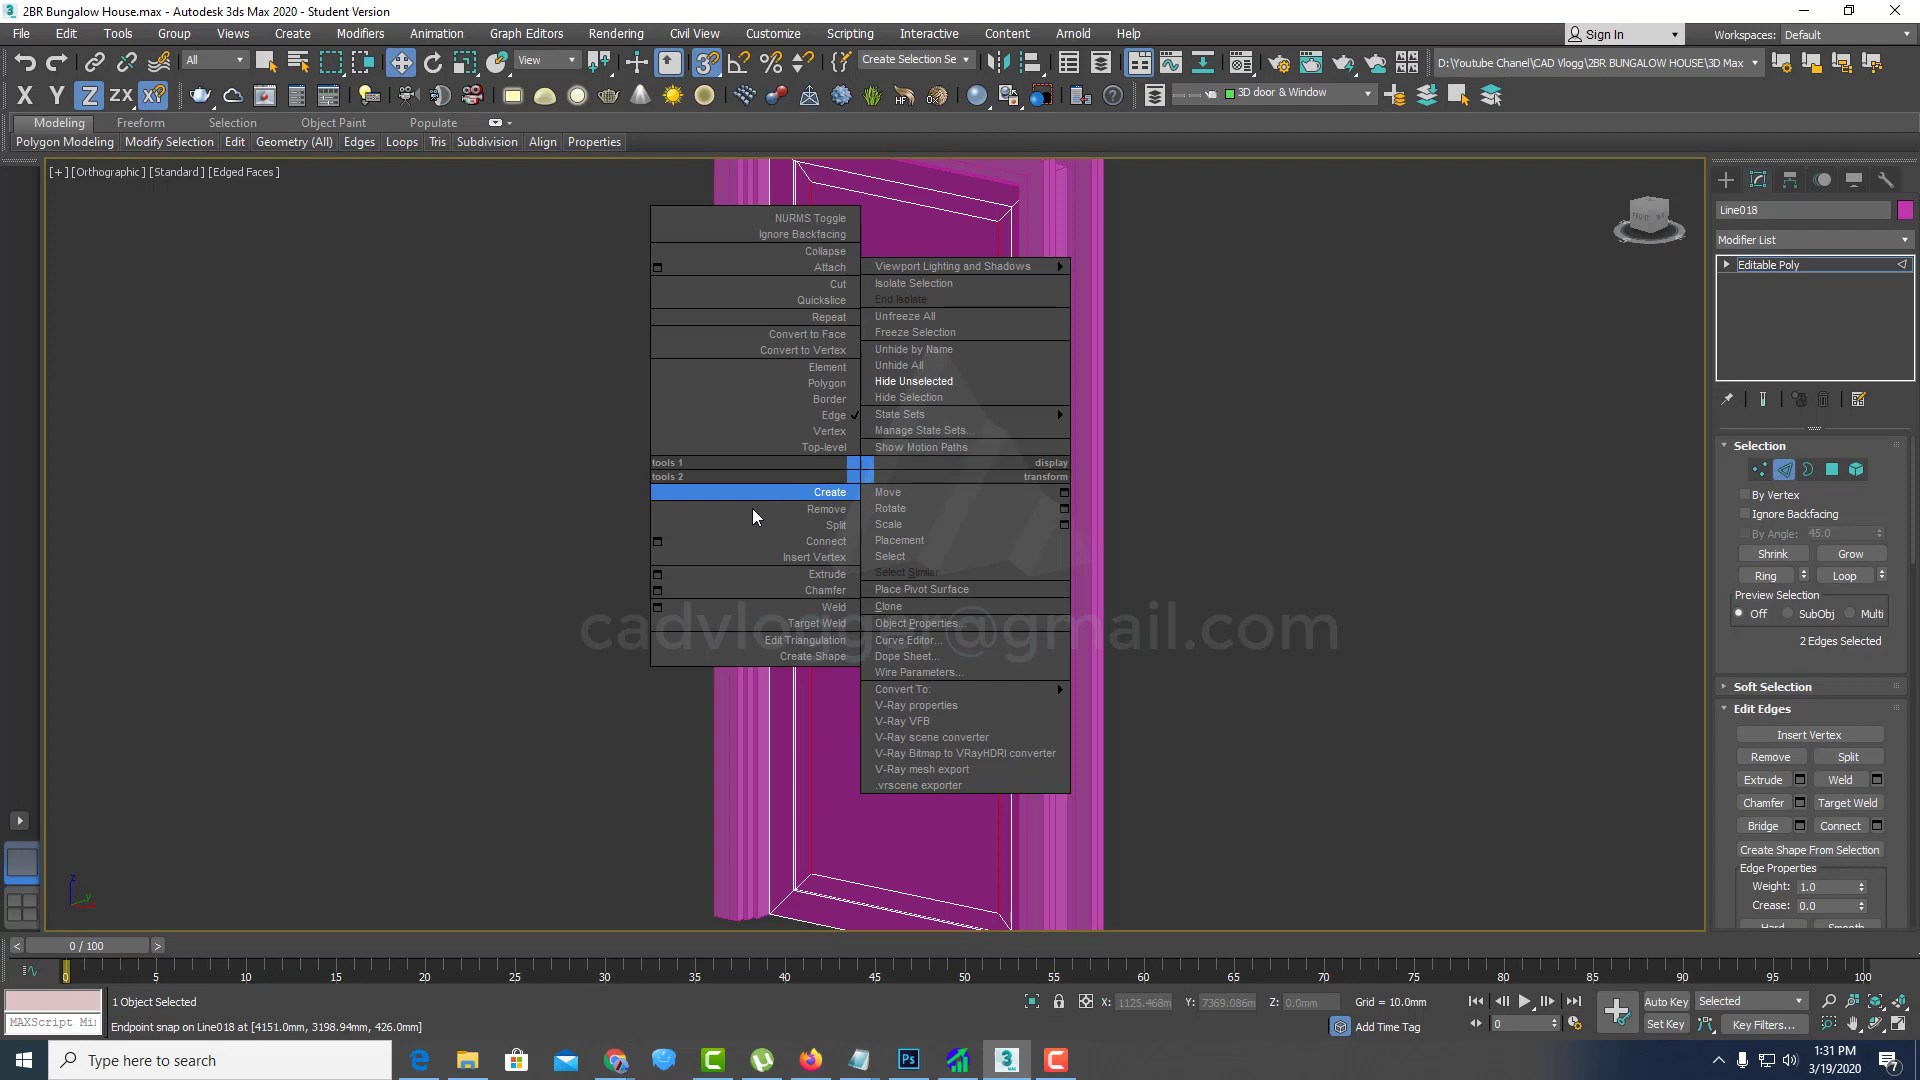 2BR Bungalow House.max - Autodesk 3ds Max 2020 - Student Version
File Edit Tools Group Views Create Modifiers Animation Graph Editors Rendering Civil View Customize Scripting Interactive Content Arnold Help Sign In Workspaces: Default
All View Create Selection Se D:\Youtube Chanel\CAD Vlogg\2BR BUNGALOW HOUSE\3D Max
X Y Z ZX XY 3D door & Window
Modeling Freeform Selection Object Paint Populate
Polygon Modeling Modify Selection Edit Geometry (All) Edges Loops Tris Subdivision Align Properties
[+] [Orthographic] [Standard] [Edged Faces]
Line018
Modifier List
Editable Poly
NURMS Toggle
Ignore Backfacing
Collapse
Attach
Cut
Quickslice
Repeat
Convert to Face
Convert to Vertex
Element
Polygon
Border
Edge
Vertex
Top-level
tools 1
tools 2
Create
Remove
Split
Connect
Insert Vertex
Extrude
Chamfer
Weld
Target Weld
Edit Triangulation
Create Shape
Viewport Lighting and Shadows
Isolate Selection
End Isolate
Unfreeze All
Freeze Selection
Unhide by Name
Unhide All
Hide Unselected
Hide Selection
State Sets
Manage State Sets...
Show Motion Paths
display
transform
Move
Rotate
Scale
Placement
Select
Select Similar
Place Pivot Surface
Clone
Object Properties...
Curve Editor...
Dope Sheet...
Wire Parameters...
Convert To:
V-Ray properties
V-Ray VFB
V-Ray scene converter
V-Ray Bitmap to VRayHDRI converter
V-Ray mesh export
.vrscene exporter
cadvlogger@gmail.com
Selection
By Vertex
Ignore Backfacing
By Angle: 45.0
Shrink Grow
Ring Loop
Preview Selection
Off SubObj Multi
2 Edges Selected
Soft Selection
Edit Edges
Insert Vertex
Remove Split
Extrude Weld
Chamfer Target Weld
Bridge Connect
Create Shape From Selection
Edge Properties
Weight: 1.0
Crease: 0.0
Hard Smooth
z y
< 0 / 100 >
0 5 10 15 20 25 30 35 40 45 50 55 60 65 70 75 80 85 90 95 100
1 Object Selected X: 1125.468m Y: 7369.086m Z: 0.0mm Grid = 10.0mm Auto Key Selected
MAXScript Mi Endpoint snap on Line018 at [4151.0mm, 3198.94mm, 426.0mm] Add Time Tag 0 Set Key Key Filters...
Type here to search
1:31 PM
3/19/2020
7